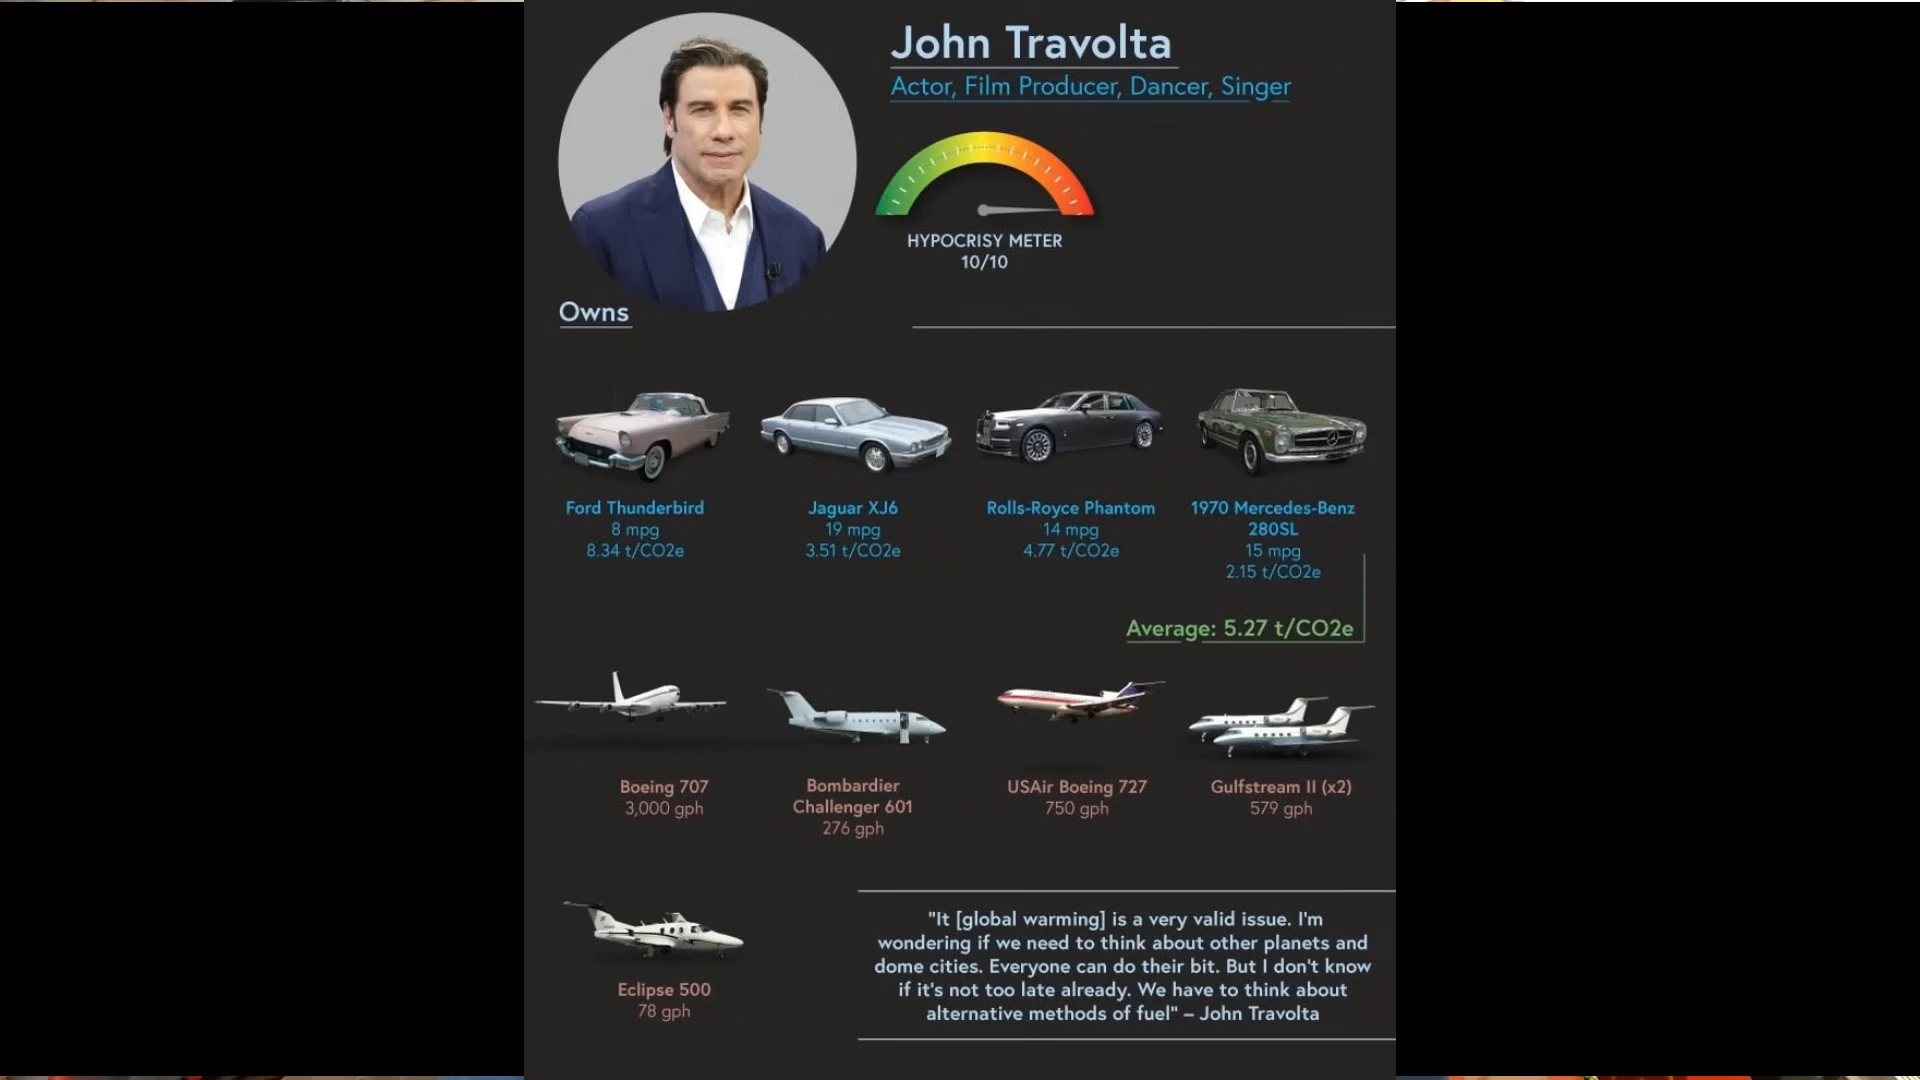 John Travolta
Actor, Film Producer, Dancer, Singer
HYPOCRISY METER
10/10
Owns
Ford Thunderbird
8 mpg
8.34 t/CO2e
Jaguar XJ6
19 mpg
3.51 t/CO2e
Rolls-Royce Phantom
14 mpg
4.77 t/CO2e
1970 Mercedes-Benz
280SL
15 mpg
2.15 t/CO2e
Average: 5.27 t/CO2e
Boeing 707
3,000 gph
Bombardier
Challenger 601
276 gph
USAir Boeing 727
750 gph
Gulfstream II (x2)
579 gph
Eclipse 500
78 gph
"It [global warming] is a very valid issue. I'm
wondering if we need to think about other planets and
dome cities. Everyone can do their bit. But I don't know
if it's not too late already. We have to think about
alternative methods of fuel" – John Travolta